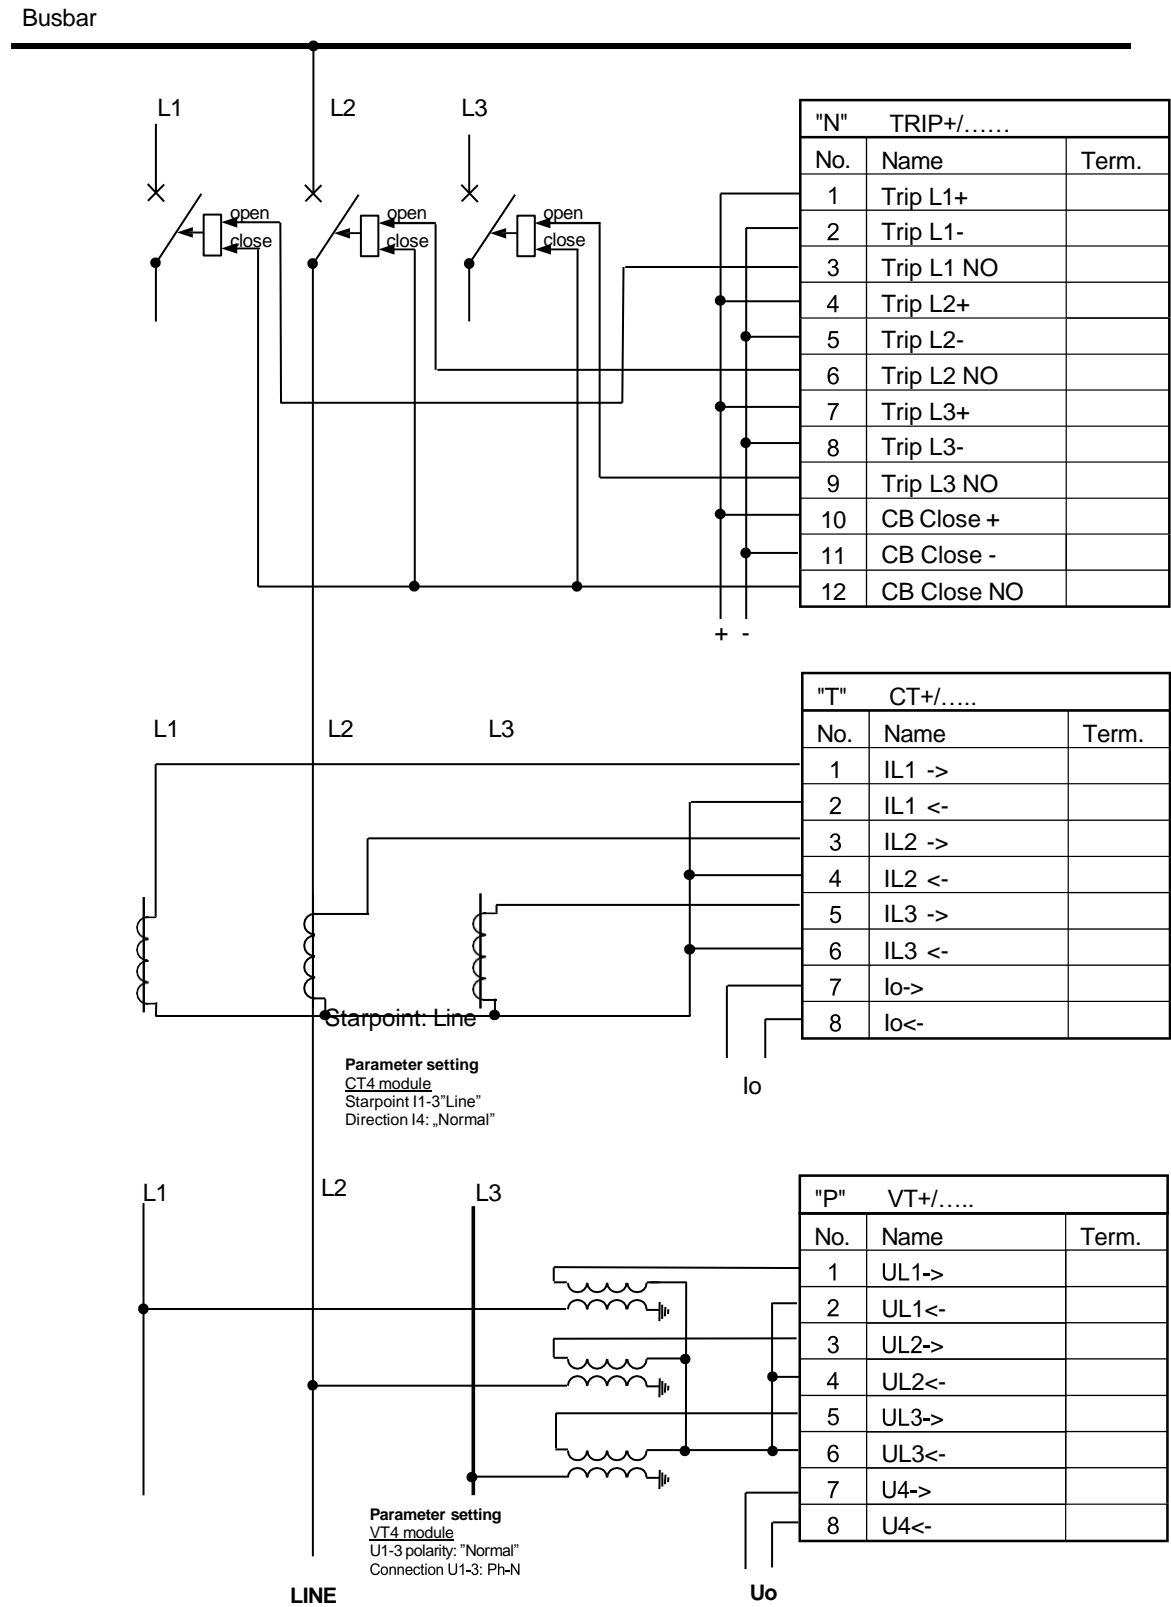 Busbar
L1 L2 L3
open open open
close close close
"N" TRIP+/……
No. Name Term.
1 Trip L1+
2 Trip L1-
3 Trip L1 NO
4 Trip L2+
5 Trip L2-
6 Trip L2 NO
7 Trip L3+
8 Trip L3-
9 Trip L3 NO
10 CB Close +
11 CB Close -
12 CB Close NO
+ -
L1 L2 L3
"T" CT+/…..
No. Name Term.
1 IL1 ->
2 IL1 <-
3 IL2 ->
4 IL2 <-
5 IL3 ->
6 IL3 <-
7 Io->
8 Io<-
Starpoint: Line
Io
Parameter setting
CT4 module
Starpoint I1-3”Line”
Direction I4: „Normal”
L1 L2 L3
"P" VT+/…..
No. Name Term.
1 UL1->
2 UL1<-
3 UL2->
4 UL2<-
5 UL3->
6 UL3<-
7 U4->
8 U4<-
Parameter setting
VT4 module
U1-3 polarity: ”Normal”
Connection U1-3: Ph-N
LINE
Uo